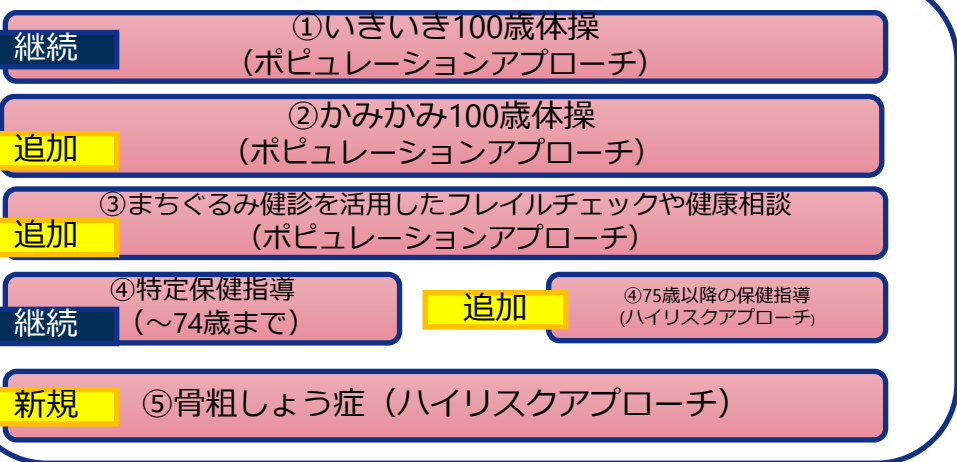 継続
①いきいき100歳体操
（ポピュレーションアプローチ）
追加
②かみかみ100歳体操
（ポピュレーションアプローチ）
追加
③まちぐるみ健診を活用したフレイルチェックや健康相談
（ポピュレーションアプローチ）
継続
④特定保健指導
（～74歳まで）
追加
④75歳以降の保健指導
(ハイリスクアプローチ)
新規
⑤骨粗しょう症（ハイリスクアプローチ）